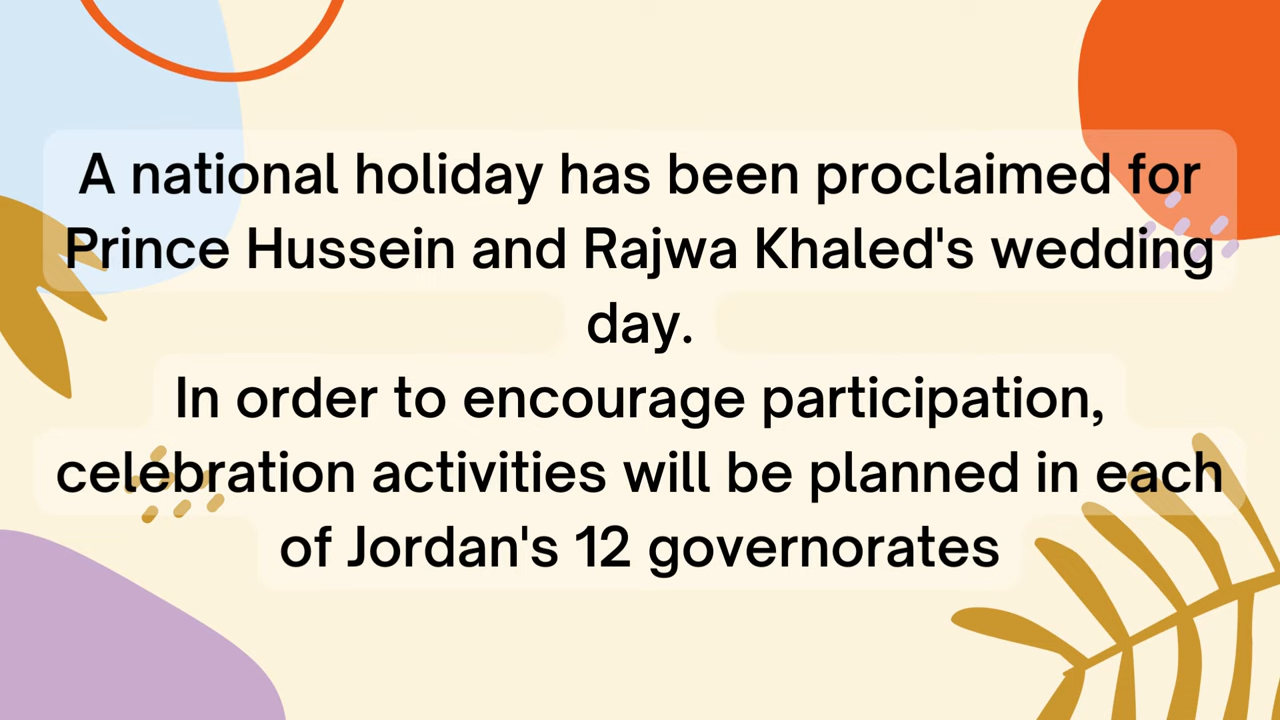 A national holiday has been proclaimed for
Prince Hussein and Rajwa Khaled's wedding
day.
In order to encourage participation,
celebration activities will be planned in each
of Jordan's 12 governorates